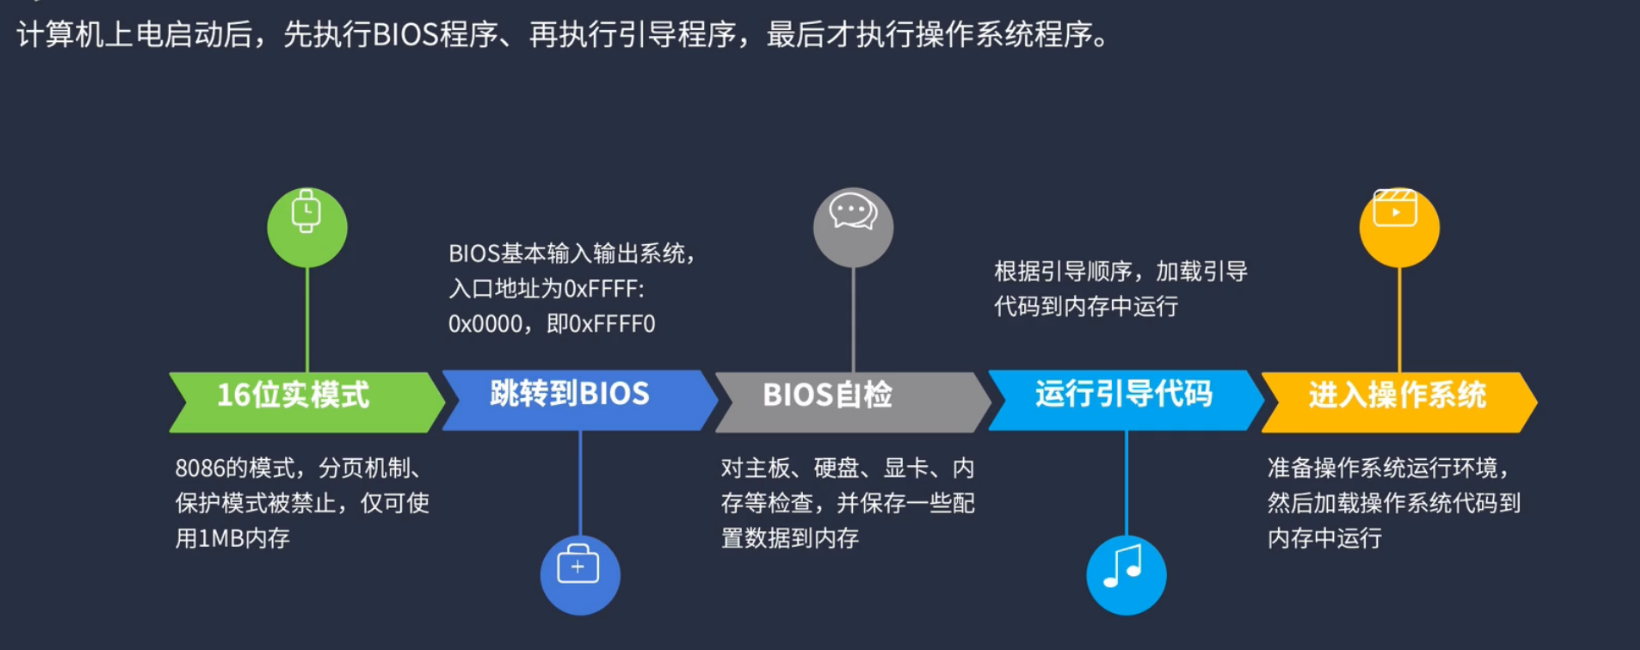 计算机上电启动后，先执行BIOS程序、再执行引导程序，最后才执行操作系统程序。
16位实模式
8086的模式，分页机制、
保护模式被禁止，仅可使
用1MB内存
BIOS基本输入输出系统，
入口地址为0xFFFF:
0x0000，即0xFFFF0
跳转到BIOS
BIOS自检
对主板、硬盘、显卡、内
存等检查，并保存一些配
置数据到内存
根据引导顺序，加载引导
代码到内存中运行
运行引导代码
进入操作系统
准备操作系统运行环境，
然后加载操作系统代码到
内存中运行